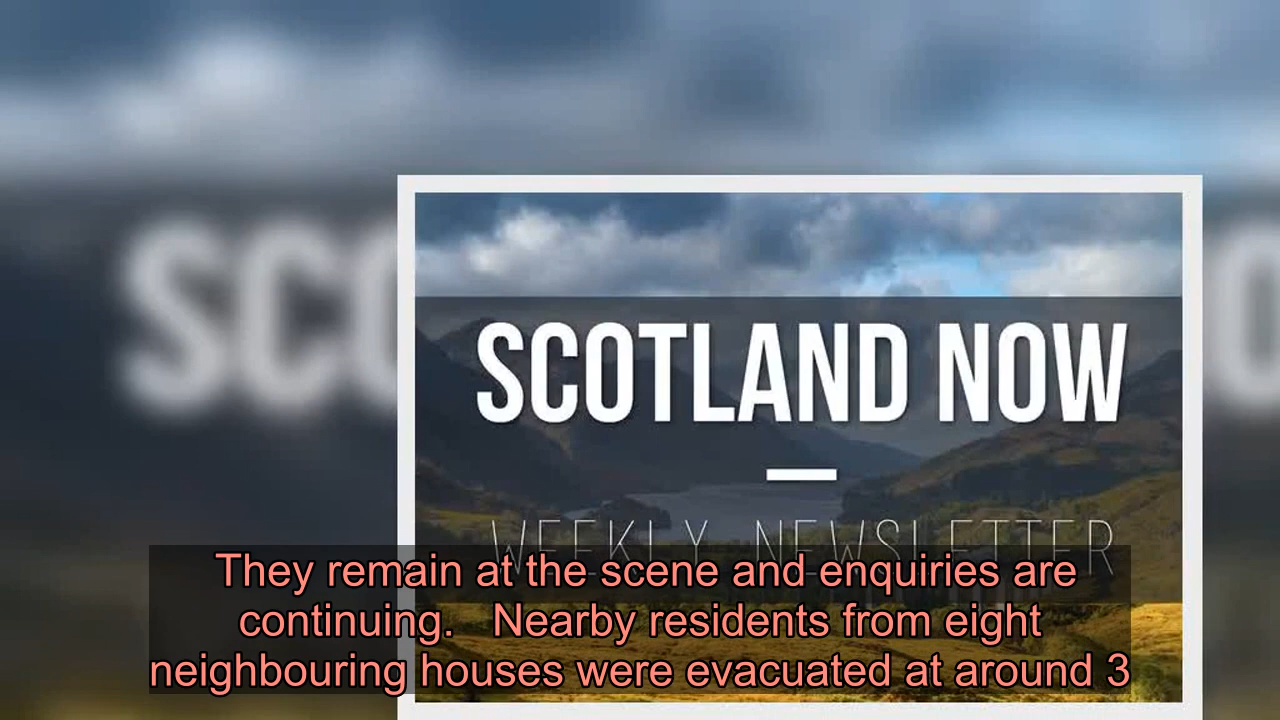 SCOTLAND NOW
WEEKLY NEWSLETTER
They remain at the scene and enquiries are
continuing. Nearby residents from eight
neighbouring houses were evacuated at around 3